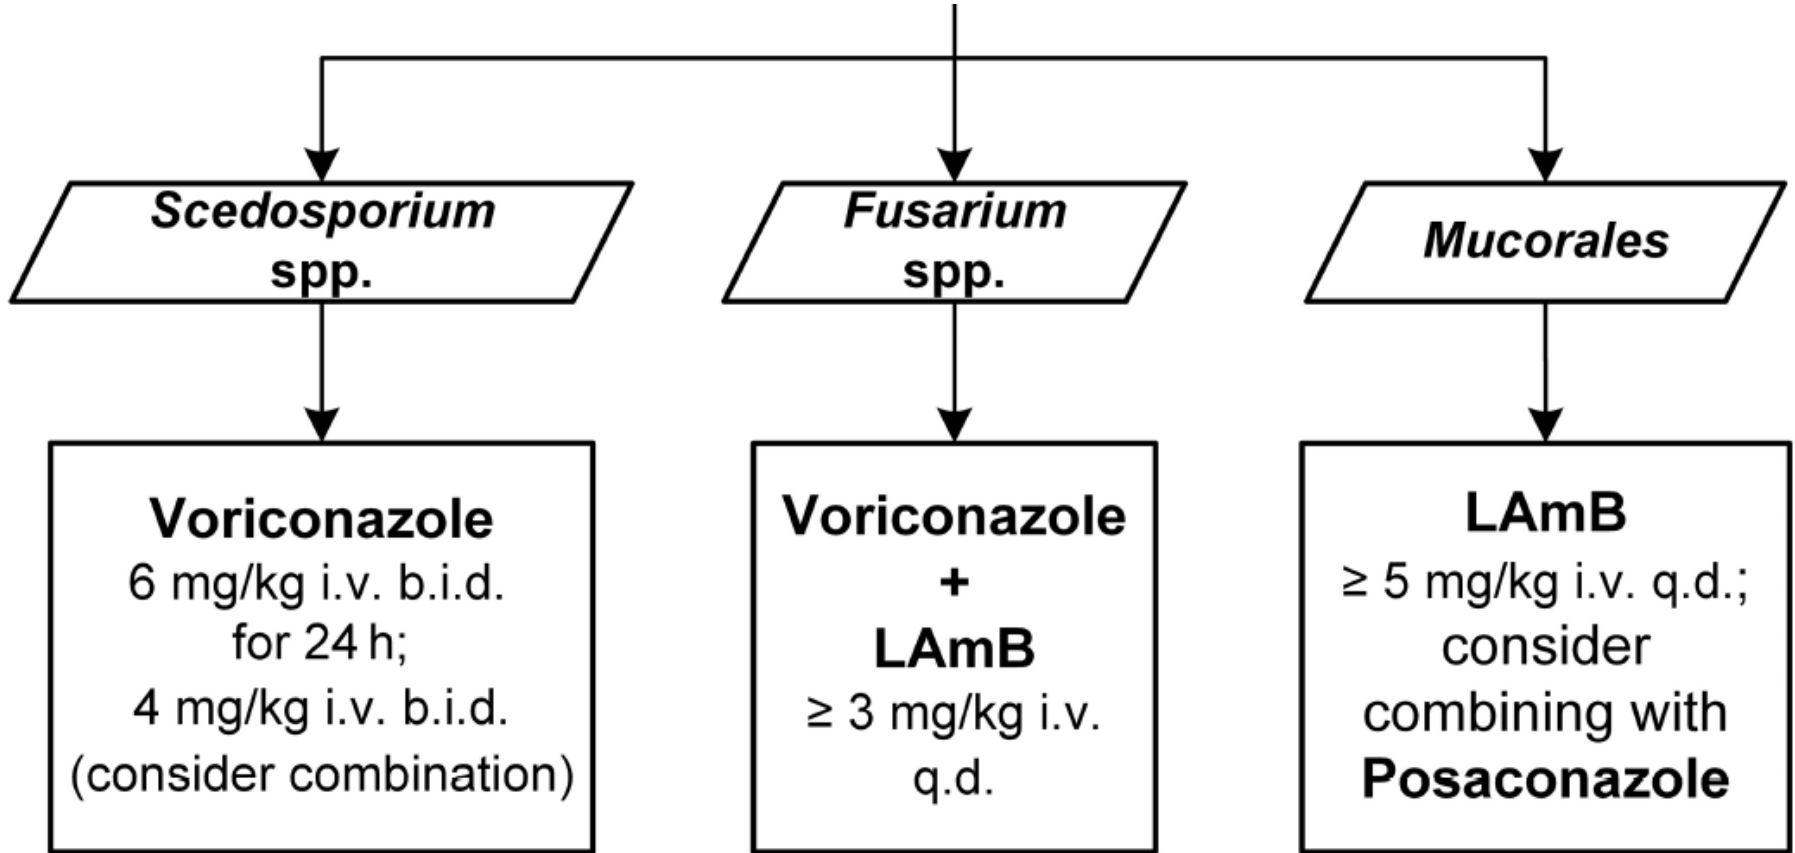 Scedosporium
spp.
Fusarium
spp.
Mucorales
Voriconazole
6 mg/kg i.v. b.i.d.
for 24 h;
4 mg/kg i.v. b.i.d.
(consider combination)
Voriconazole
+
LAmB
≥ 3 mg/kg i.v.
q.d.
LAmB
≥ 5 mg/kg i.v. q.d.;
consider
combining with
Posaconazole